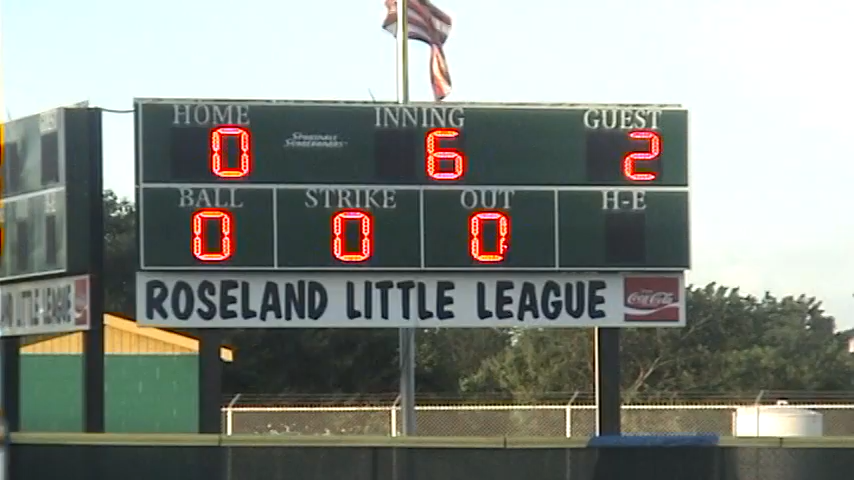 HOME INNING GUEST
0 6 2
BALL STRIKE OUT H-E
0 0 0
ROSELAND LITTLE LEAGUE Coca-Cola
LITTLE LEAGUE